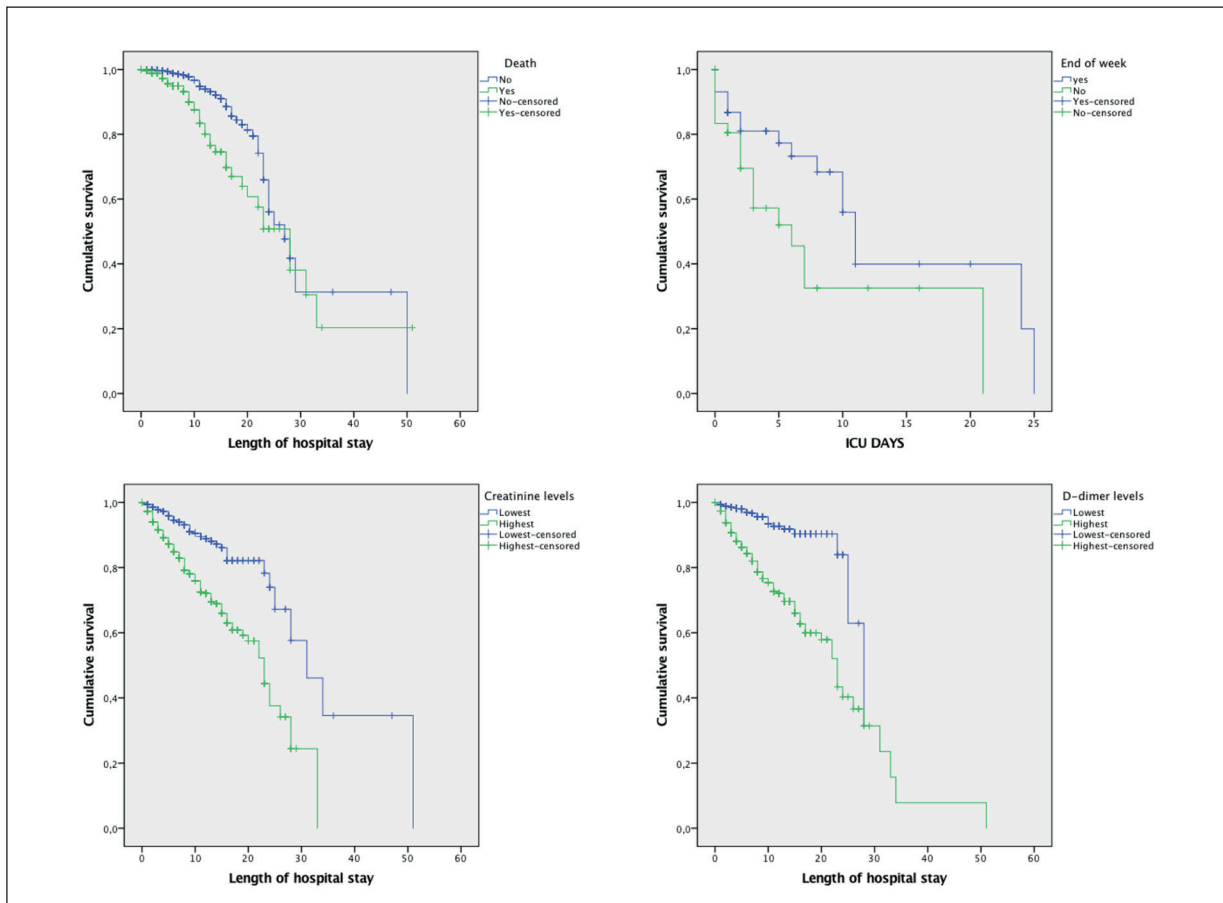 Death
No
Yes
No-censored
Yes-censored
1,0
0,8
0,6
0,4
0,2
0,0
Cumulative survival
0 10 20 30 40 50 60
Length of hospital stay
End of week
yes
No
Yes-censored
No-censored
1,0
0,8
0,6
0,4
0,2
0,0
Cumulative survival
0 5 10 15 20 25
ICU DAYS
Creatinine levels
Lowest
Highest
Lowest-censored
Highest-censored
1,0
0,8
0,6
0,4
0,2
0,0
Cumulative survival
0 10 20 30 40 50 60
Length of hospital stay
D-dimer levels
Lowest
Highest
Lowest-censored
Highest-censored
1,0
0,8
0,6
0,4
0,2
0,0
Cumulative survival
0 10 20 30 40 50 60
Length of hospital stay